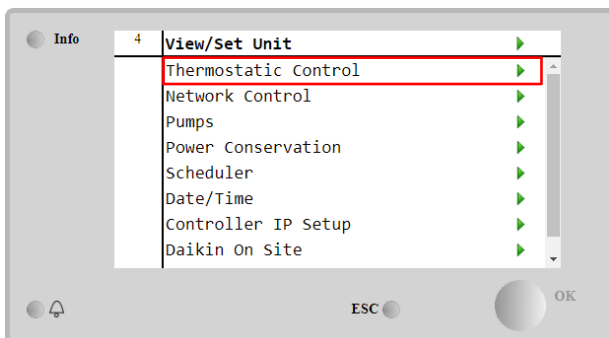 Info
4 View/Set Unit
Thermostatic Control
Network Control
Pumps
Power Conservation
Scheduler
Date/Time
Controller IP Setup
Daikin On Site
ESC
OK